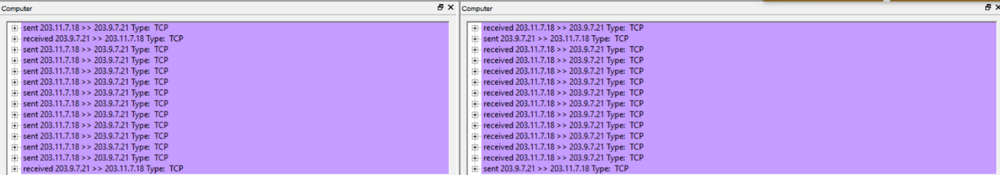 Computer
sent 203.11.7.18 >> 203.9.7.21 Type: TCP
received 203.9.7.21 >> 203.11.7.18 Type: TCP
sent 203.11.7.18 >> 203.9.7.21 Type: TCP
sent 203.11.7.18 >> 203.9.7.21 Type: TCP
sent 203.11.7.18 >> 203.9.7.21 Type: TCP
sent 203.11.7.18 >> 203.9.7.21 Type: TCP
sent 203.11.7.18 >> 203.9.7.21 Type: TCP
sent 203.11.7.18 >> 203.9.7.21 Type: TCP
sent 203.11.7.18 >> 203.9.7.21 Type: TCP
sent 203.11.7.18 >> 203.9.7.21 Type: TCP
sent 203.11.7.18 >> 203.9.7.21 Type: TCP
sent 203.11.7.18 >> 203.9.7.21 Type: TCP
sent 203.11.7.18 >> 203.9.7.21 Type: TCP
received 203.9.7.21 >> 203.11.7.18 Type: TCP
Computer
received 203.11.7.18 >> 203.9.7.21 Type: TCP
sent 203.9.7.21 >> 203.11.7.18 Type: TCP
received 203.11.7.18 >> 203.9.7.21 Type: TCP
received 203.11.7.18 >> 203.9.7.21 Type: TCP
received 203.11.7.18 >> 203.9.7.21 Type: TCP
received 203.11.7.18 >> 203.9.7.21 Type: TCP
received 203.11.7.18 >> 203.9.7.21 Type: TCP
received 203.11.7.18 >> 203.9.7.21 Type: TCP
received 203.11.7.18 >> 203.9.7.21 Type: TCP
received 203.11.7.18 >> 203.9.7.21 Type: TCP
received 203.11.7.18 >> 203.9.7.21 Type: TCP
received 203.11.7.18 >> 203.9.7.21 Type: TCP
received 203.11.7.18 >> 203.9.7.21 Type: TCP
sent 203.9.7.21 >> 203.11.7.18 Type: TCP